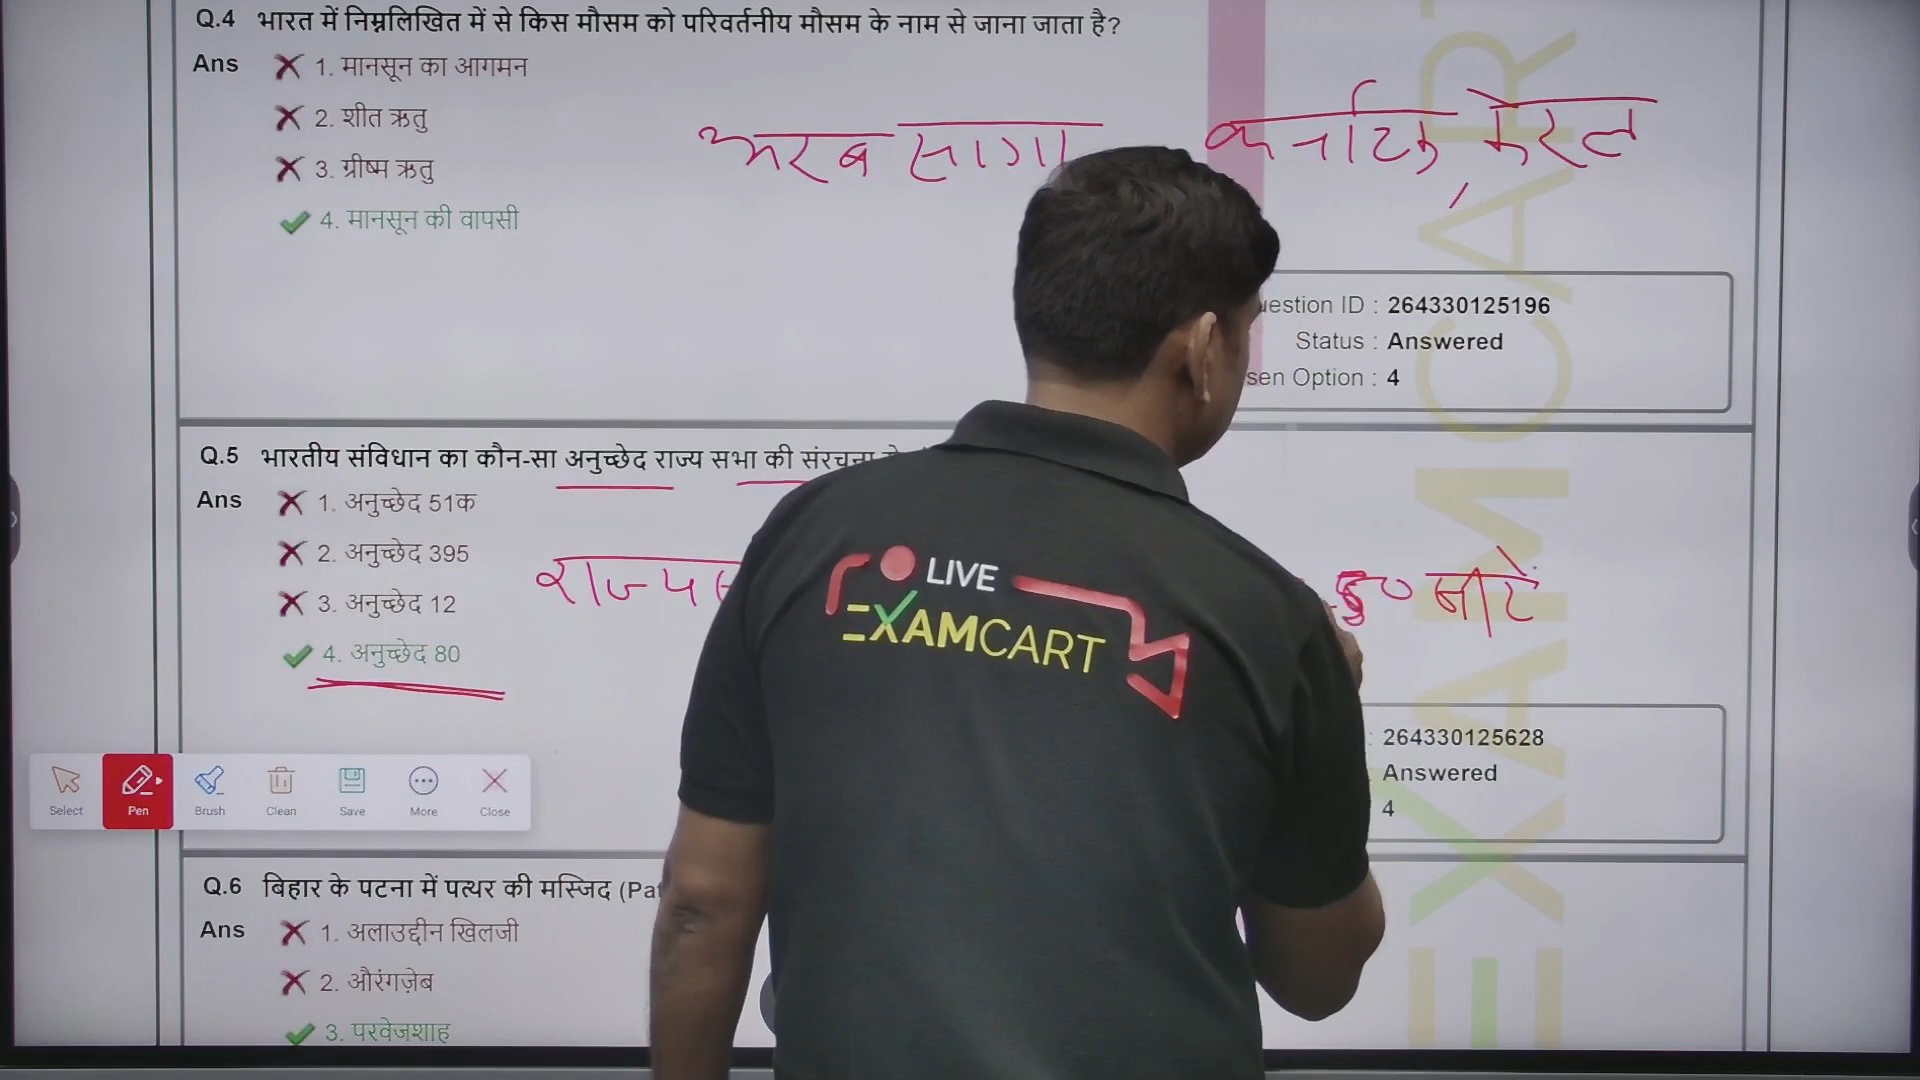 Q.4 भारत में निम्नलिखित में से किस मौसम को परिवर्तनीय मौसम के नाम से जाना जाता है?
Ans 1. मानसून का आगमन
2. शीत ऋतु
3. ग्रीष्म ऋतु
4. मानसून की वापसी
अरब सागर कर्नाटक, केरल
uestion ID : 264330125196
Status : Answered
sen Option : 4
Q.5 भारतीय संविधान का कौन-सा अनुच्छेद राज्य सभा की संरचना
Ans 1. अनुच्छेद 51क
2. अनुच्छेद 395
3. अनुच्छेद 12
4. अनुच्छेद 80
राज्य 50 सीटें
: 264330125628
Answered
4
LIVE
EXAMCART
Select Pen Brush Clean Save More Close
Q.6 बिहार के पटना में पत्थर की मस्जिद (Pat
Ans 1. अलाउद्दीन खिलजी
2. औरंगज़ेब
3. परवेजशाह
EXAMCART